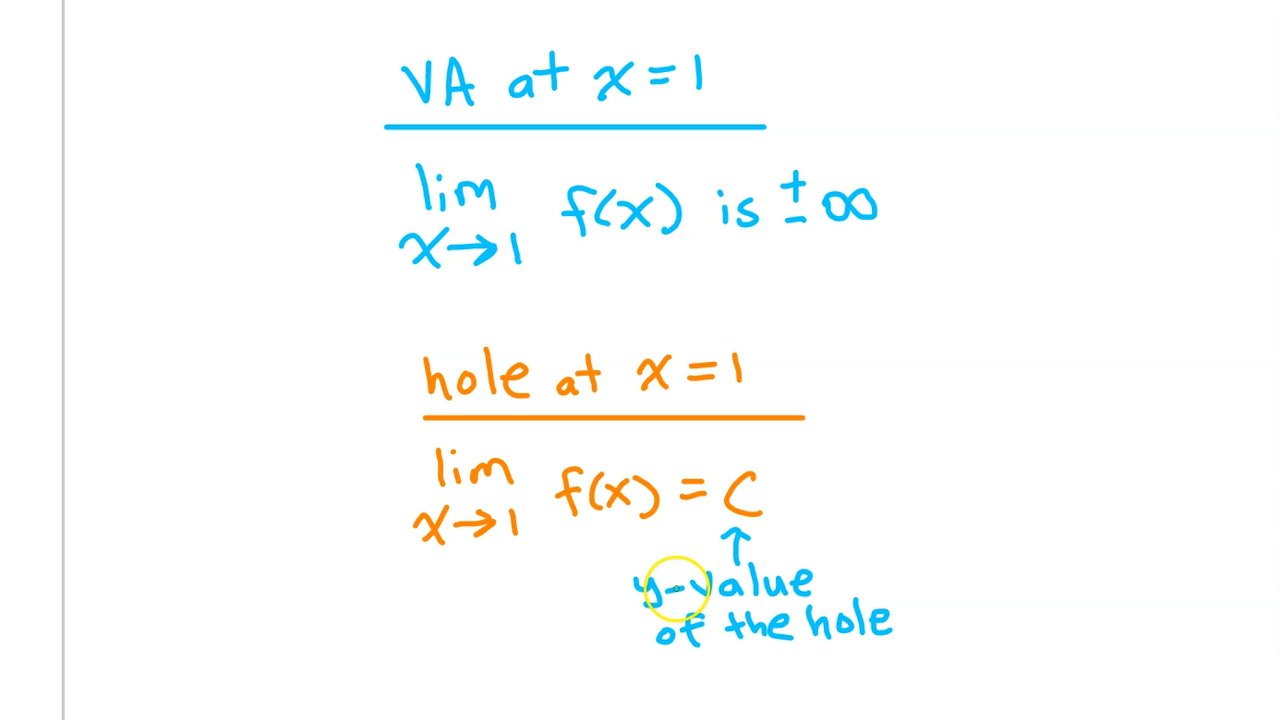 VA at x=1
lim x→1 f(x) is ±∞
hole at x=1
lim x→1 f(x) = C
↑
y-value
of the hole